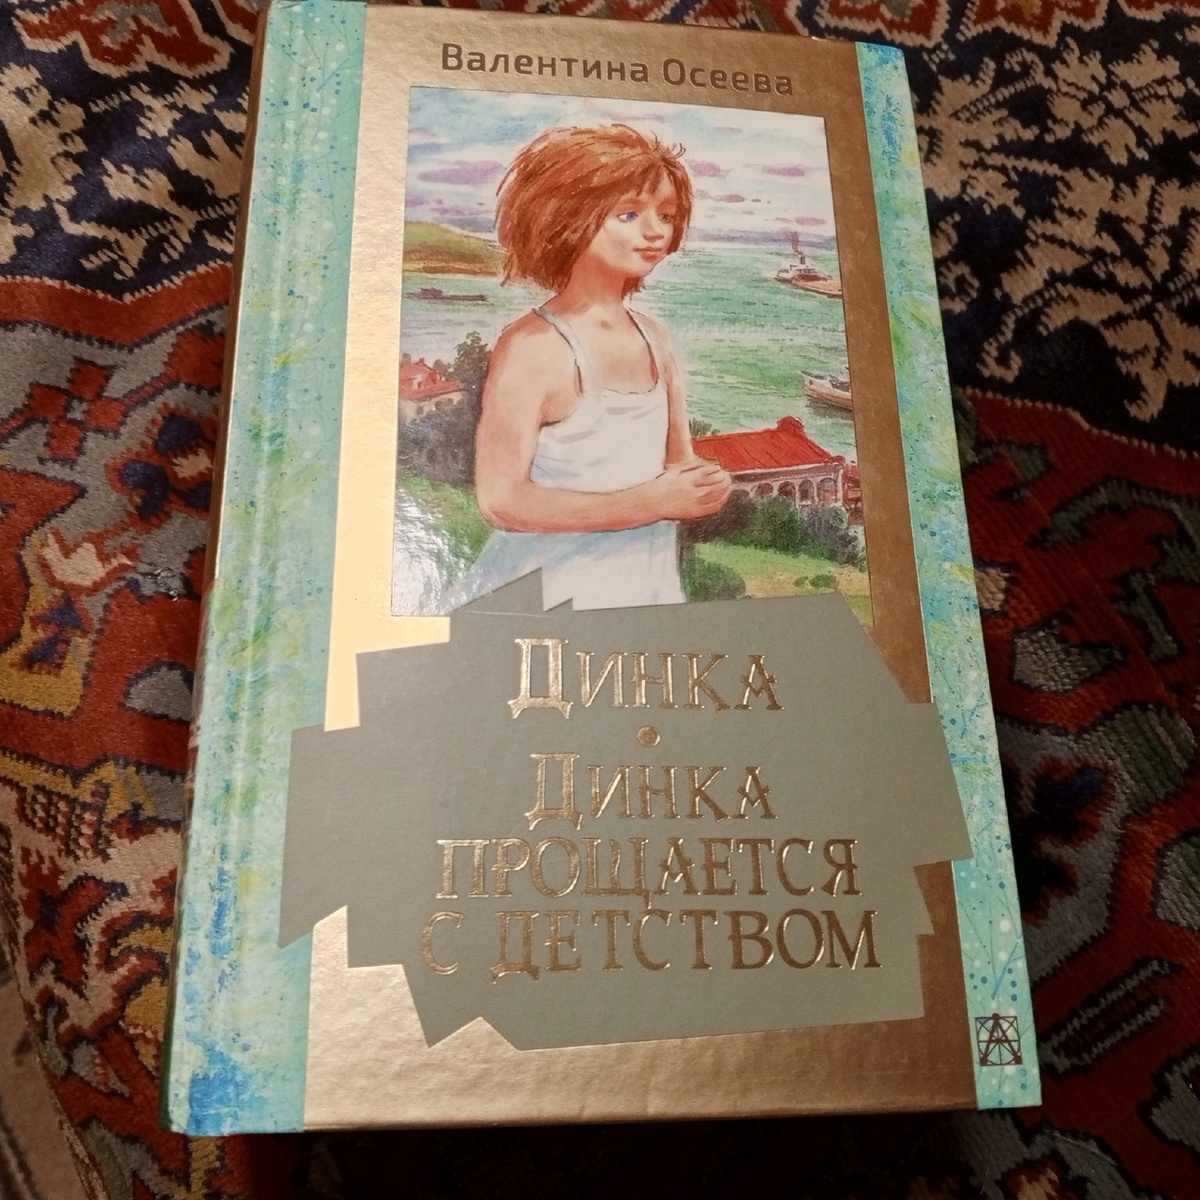 Валентина Осеева
Динка
•
Динка
прощается
с детством